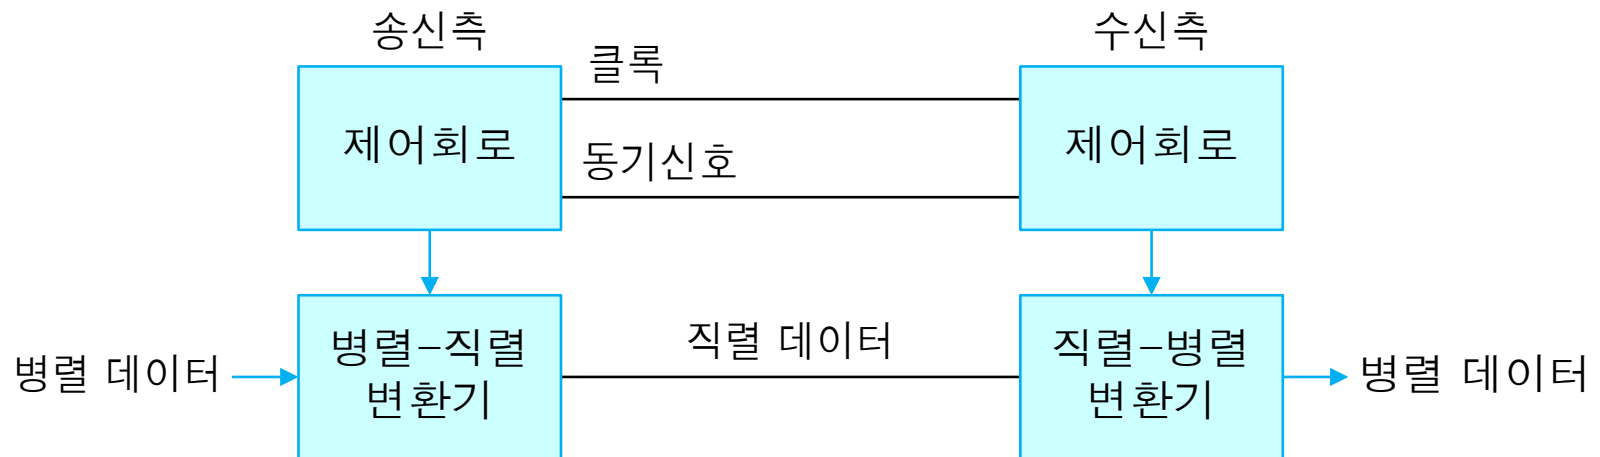 송신측
수신측
클록
제어회로
제어회로
동기신호
병렬 데이터
병렬-직렬
변환기
직렬 데이터
직렬-병렬
변환기
병렬 데이터